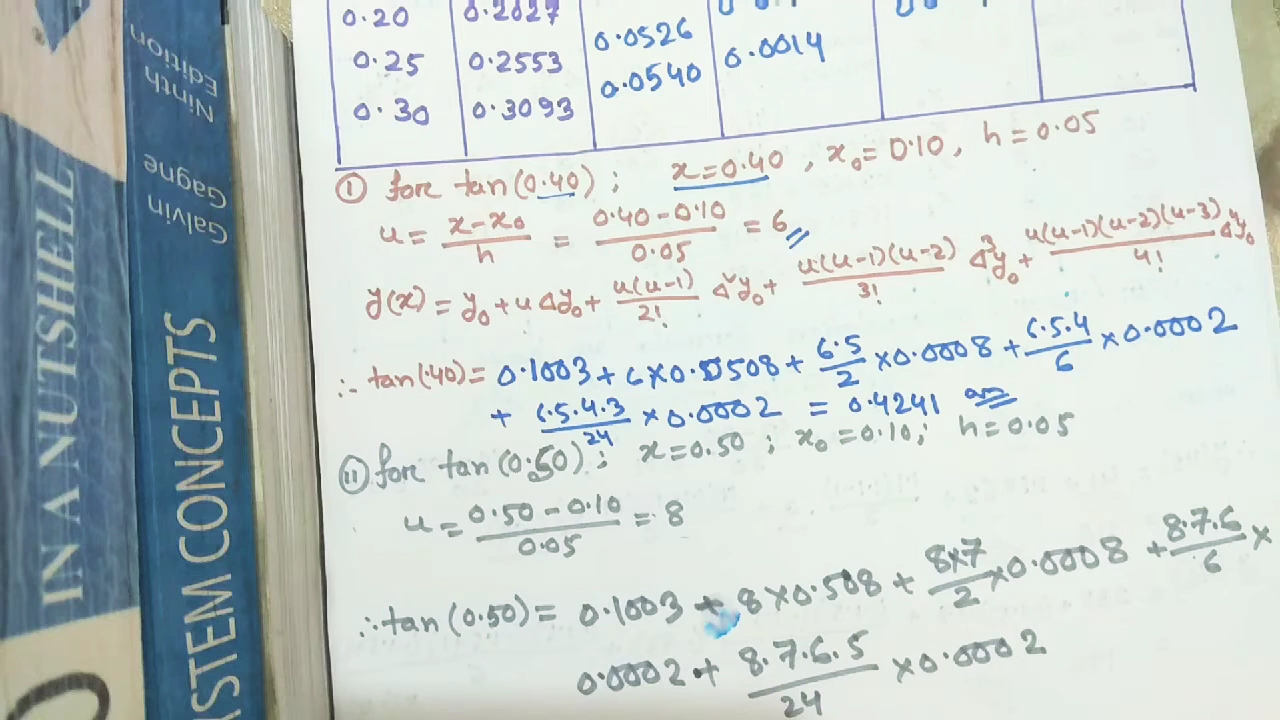 IN A NUTSHELL
STEM CONCEPTS
Galvin
Gagne
Ninth
Edition
0.20 0.2027
0.25 0.2553 0.0526 0.0014
0.30 0.3093 0.0540
① fore tan(0.40); x=0.40, x₀=0.10, h=0.05
u = (x-x₀)/h = (0.40-0.10)/0.05 = 6
y(x) = y₀+uΔy₀+ u(u-1)/2! Δ²y₀+ u(u-1)(u-2)/3! Δ³y₀+ u(u-1)(u-2)(u-3)/4! Δ⁴y₀
∴ tan(.40) = 0.1003+6×0.0508+ 6.5/2 ×0.0008+ 6.5.4/6 ×0.0002
+ 6.5.4.3/24 ×0.0002 = 0.4241 ans
⑪ fore tan(0.50); x=0.50; x₀=0.10; h=0.05
u = (0.50-0.10)/0.05 = 8
∴ tan(0.50) = 0.1003 + 8×0.508 + 8×7/2 ×0.0008 + 8.7.6/6 ×
0.0002 + 8.7.6.5/24 ×0.0002